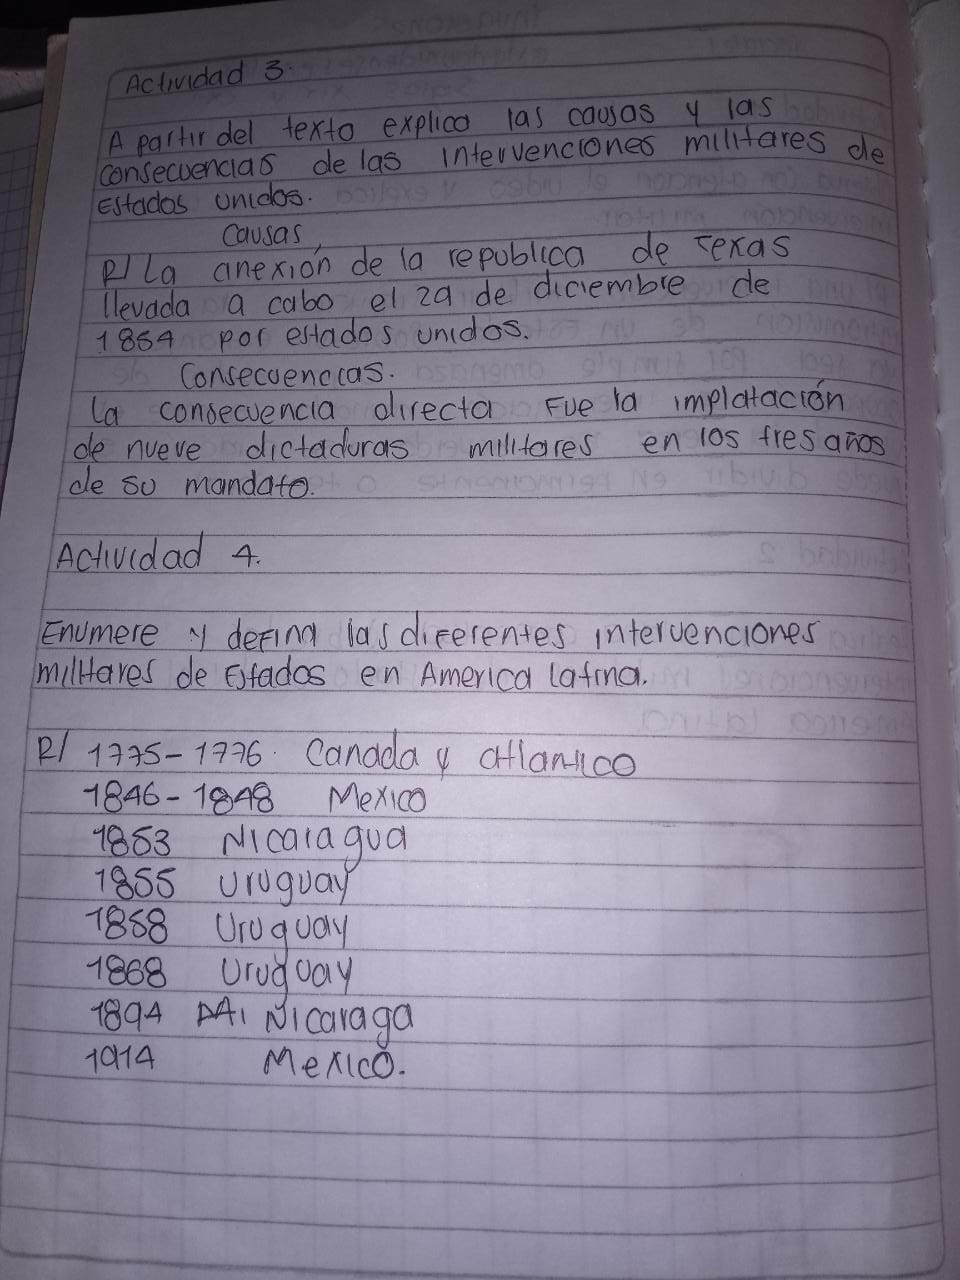 Actividad 3.
A partir del texto explico las causas y las
consecuencias de las intervenciones militares de
Estados unidos.
Causas
R/ La anexión de la republica de Texas
llevada a cabo el 29 de diciembre de
1854 por estados unidos.
Consecuencias.
La consecuencia directa Fue la implatación
de nueve dictaduras militares en los tres años
de su mandato.
Actividad 4.
Enumere y defina las diferentes intervenciones
militares de Estados en America latina.
R/ 1775-1776. Canada y atlantico
1846-1848 Mexico
1853 Nicaragua
1855 uruguay
1858 Uruguay
1868 uruguay
1894 Nicaraga
1914 Mexico.